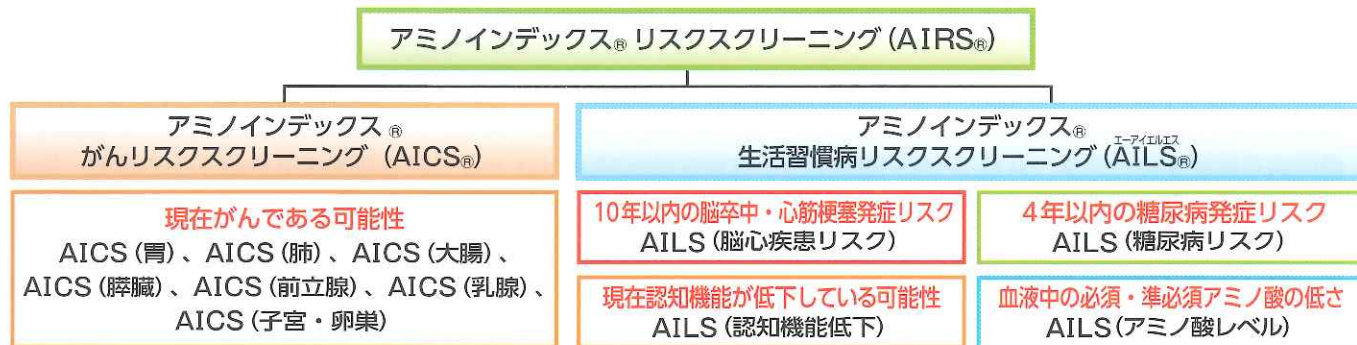 アミノインデックス® リスクスクリーニング(AIRS®)
アミノインデックス®
がんリスクスクリーニング (AICS®)
現在がんである可能性
AICS(胃)、AICS(肺)、AICS(大腸)、
AICS(膵臓)、AICS(前立腺)、AICS(乳腺)、
AICS(子宮・卵巣)
アミノインデックス®
エーアイエルエス
生活習慣病リスクスクリーニング(AILS®)
10年以内の脳卒中・心筋梗塞発症リスク
AILS(脳心疾患リスク)
4年以内の糖尿病発症リスク
AILS(糖尿病リスク)
現在認知機能が低下している可能性
AILS(認知機能低下)
血液中の必須・準必須アミノ酸の低さ
AILS(アミノ酸レベル)